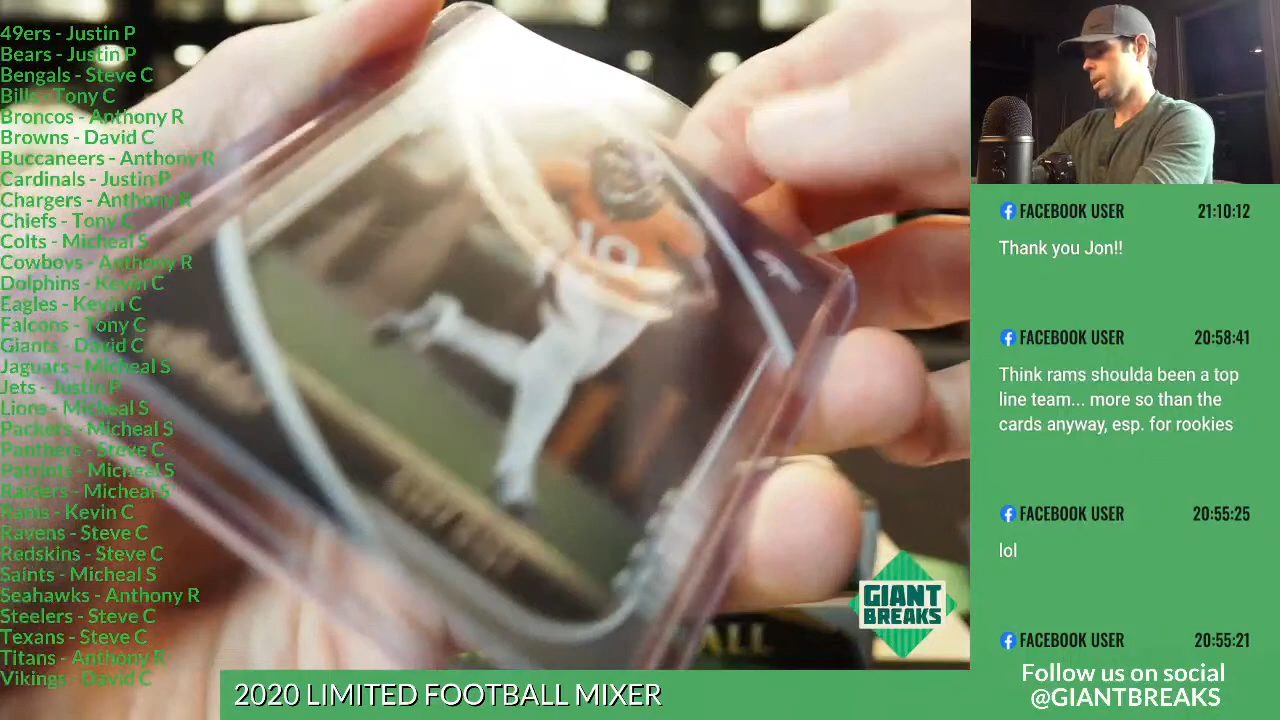 49ers - Justin P
Bears - Justin P
Bengals - Steve C
Bills - Tony C
Broncos - Anthony R
Browns - David C
Buccaneers - Anthony R
Cardinals - Justin P
Chargers - Anthony R
Chiefs - Tony C
Colts - Micheal S
Cowboys - Anthony R
Dolphins - Kevin C
Eagles - Kevin C
Falcons - Tony C
Giants - David C
Jaguars - Micheal S
Jets - Justin P
Lions - Micheal S
Packers - Micheal S
Panthers - Steve C
Patriots - Micheal S
Raiders - Micheal S
Rams - Kevin C
Ravens - Steve C
Redskins - Steve C
Saints - Micheal S
Seahawks - Anthony R
Steelers - Steve C
Texans - Steve C
Titans - Anthony R
Vikings - David C
10
GIANT
BREAKS
2020 LIMITED FOOTBALL MIXER
FACEBOOK USER 21:10:12
Thank you Jon!!
FACEBOOK USER 20:58:41
Think rams shoulda been a top
line team... more so than the
cards anyway, esp. for rookies
FACEBOOK USER 20:55:25
lol
FACEBOOK USER 20:55:21
Follow us on social
@GIANTBREAKS